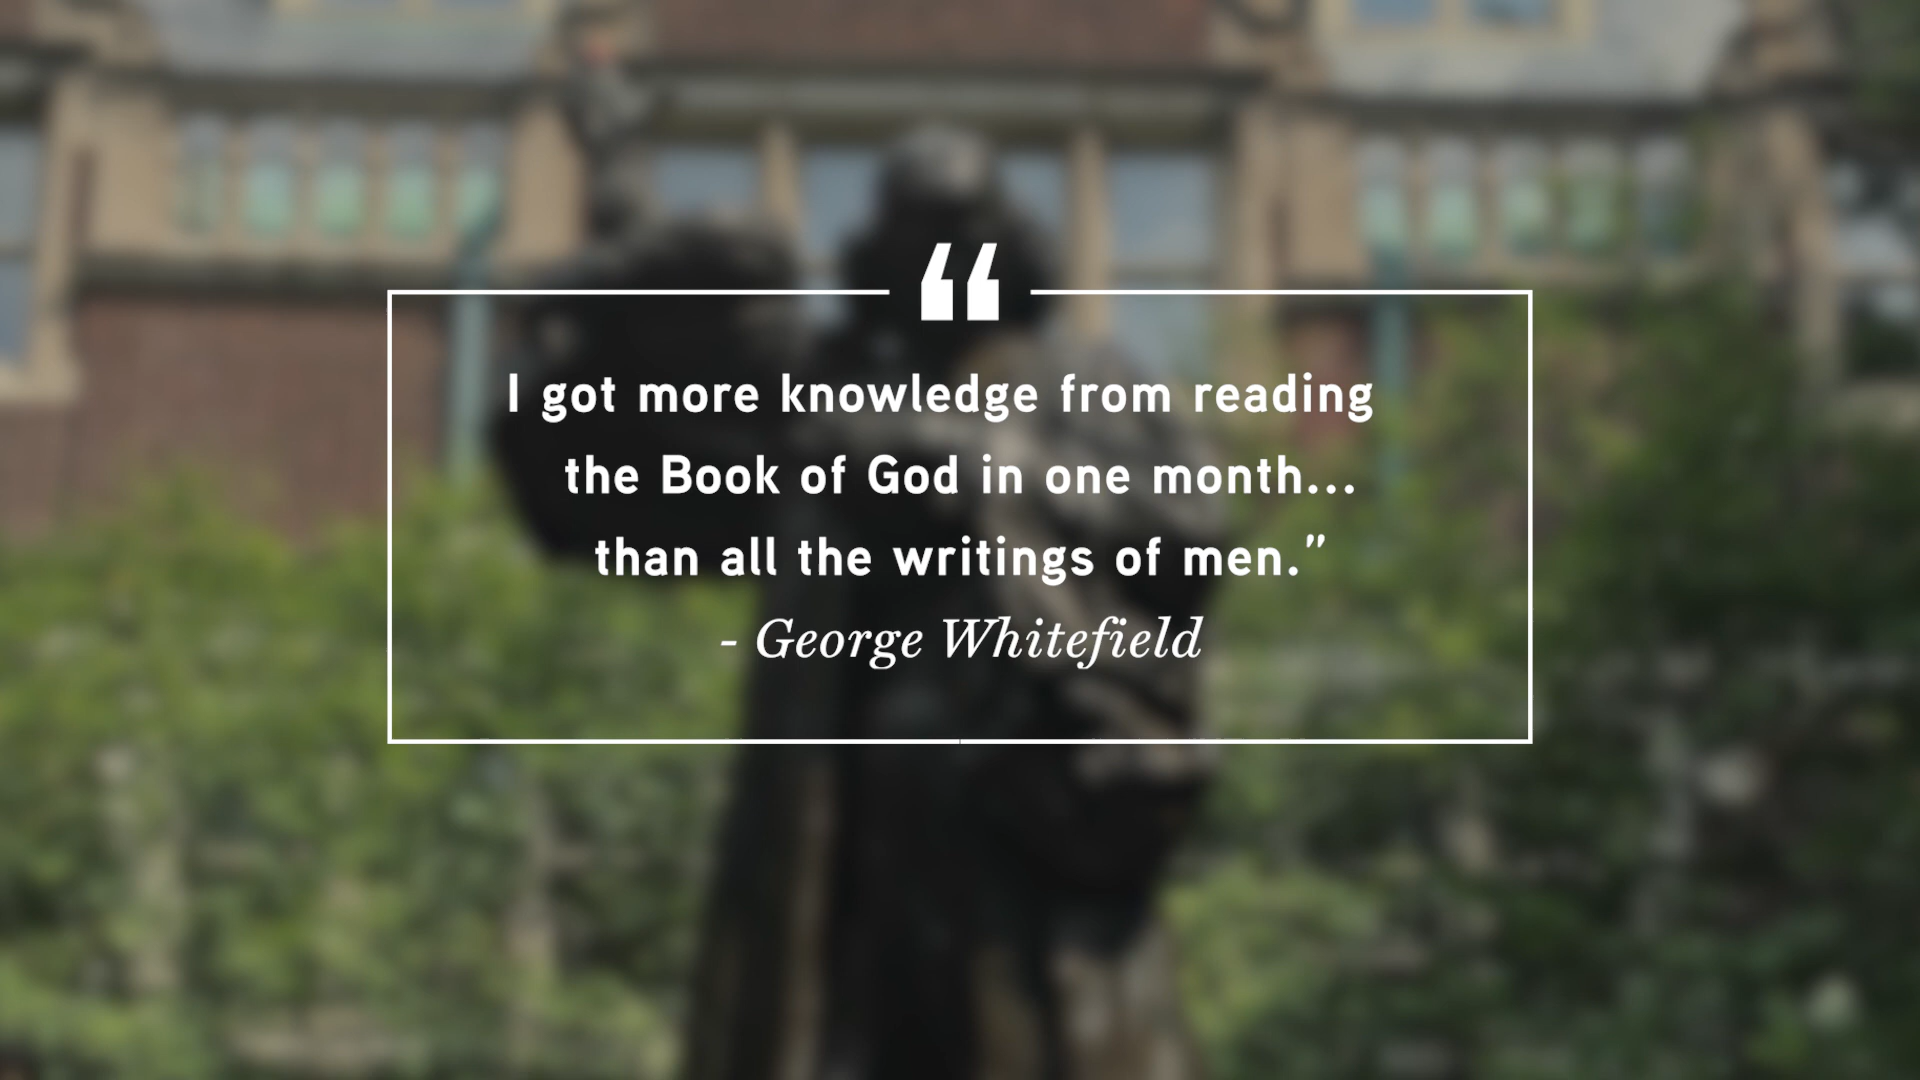 “
I got more knowledge from reading
the Book of God in one month...
than all the writings of men.”
- George Whitefield